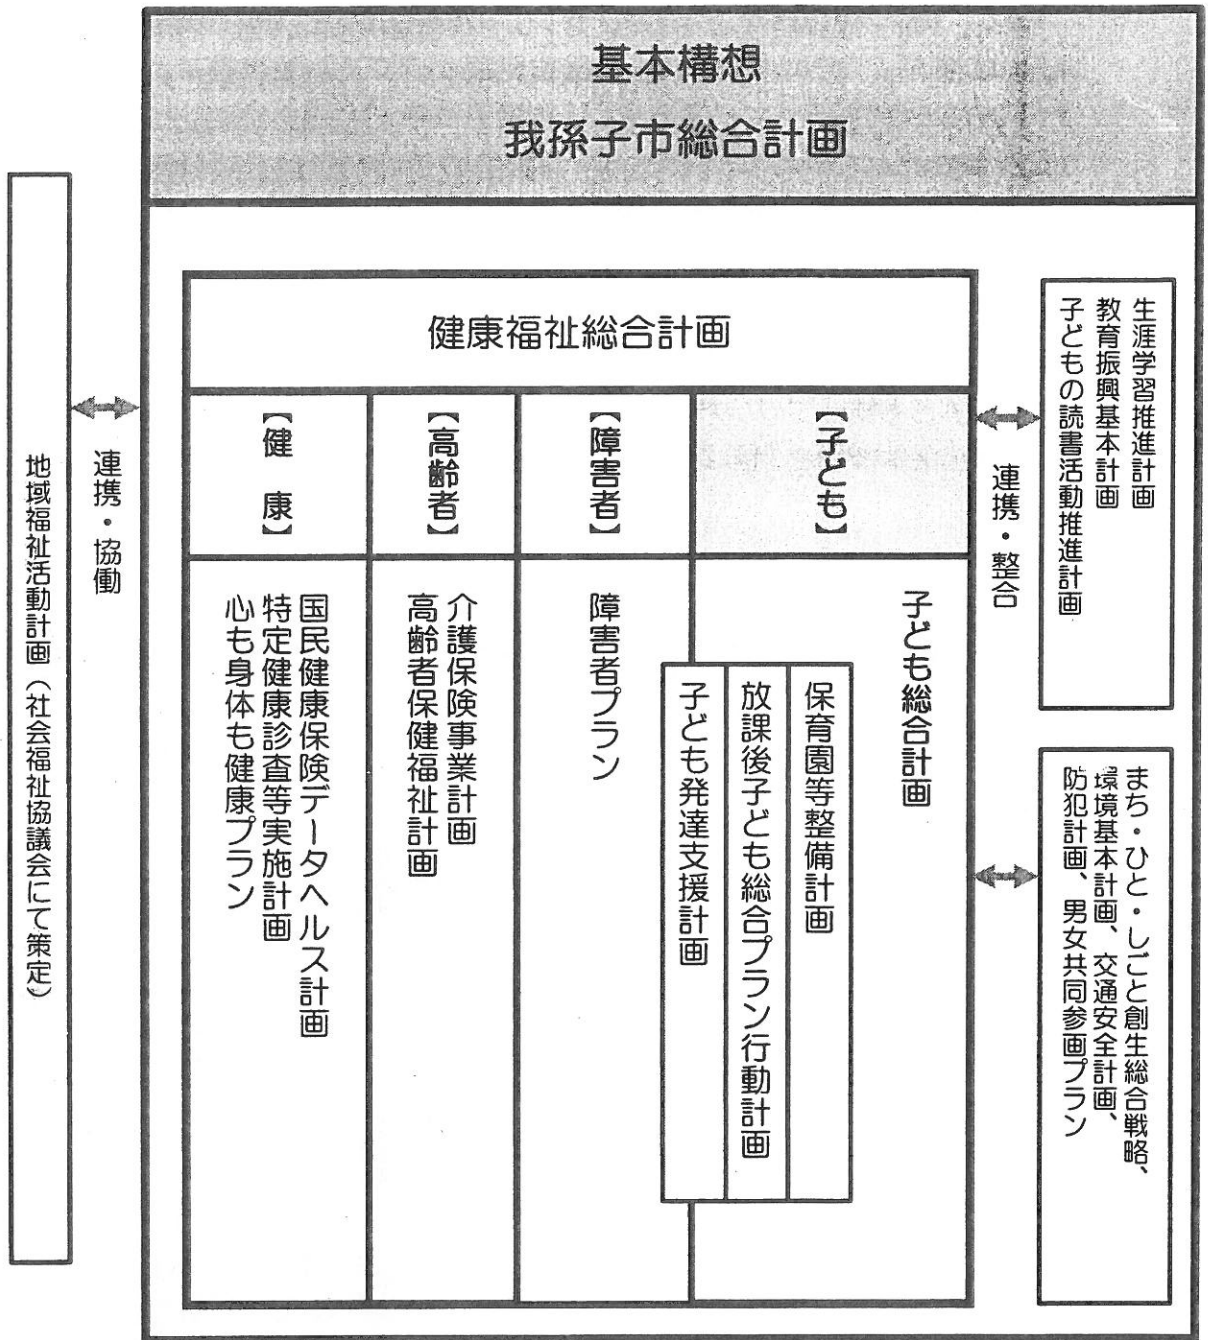 基本構想
我孫子市総合計画
健康福祉総合計画
生涯学習推進計画
教育振興基本計画
子どもの読書活動推進計画
連携・整合
まち・ひと・しごと創生総合戦略、
環境基本計画、交通安全計画、
防犯計画、男女共同参画プラン
【子ども】
子ども総合計画
保育園等整備計画
放課後子ども総合プラン行動計画
子ども発達支援計画
【障害者】
障害者プラン
【高齢者】
介護保険事業計画
高齢者保健福祉計画
【健 康】
国民健康保険データヘルス計画
特定健康診査等実施計画
心も身体も健康プラン
連携・協働
地域福祉活動計画（社会福祉協議会にて策定）